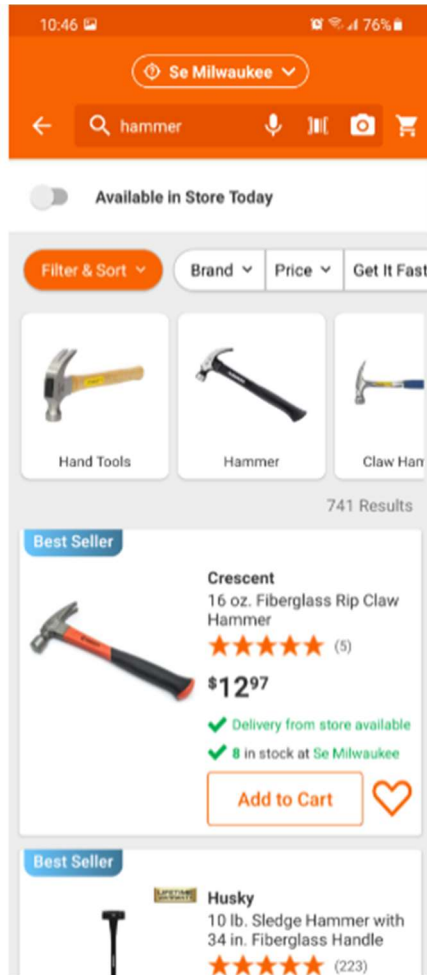 10:46 76%
Se Milwaukee
hammer
Available in Store Today
Filter & Sort Brand Price Get It Fast
Hand Tools Hammer Claw Ham
741 Results
Best Seller
Crescent
16 oz. Fiberglass Rip Claw
Hammer
(5)
$1297
Delivery from store available
8 in stock at Se Milwaukee
Add to Cart
Best Seller
LIFETIME
WARRANTY
Husky
10 lb. Sledge Hammer with
34 in. Fiberglass Handle
(223)